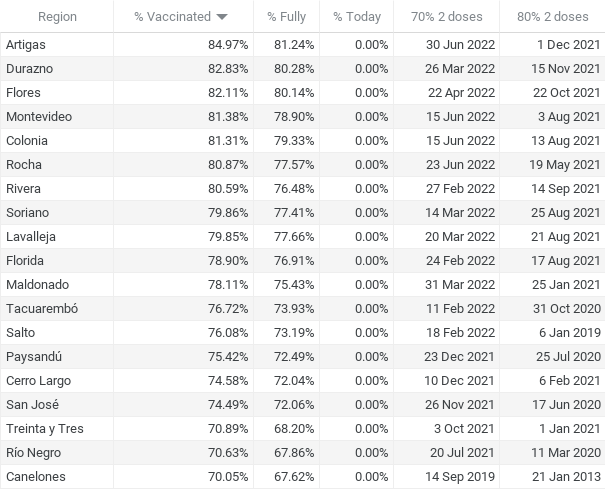 Region % Vaccinated % Fully % Today 70% 2 doses 80% 2 doses
Artigas 84.97% 81.24% 0.00% 30 Jun 2022 1 Dec 2021
Durazno 82.83% 80.28% 0.00% 26 Mar 2022 15 Nov 2021
Flores 82.11% 80.14% 0.00% 22 Apr 2022 22 Oct 2021
Montevideo 81.38% 78.90% 0.00% 15 Jun 2022 3 Aug 2021
Colonia 81.31% 79.33% 0.00% 15 Jun 2022 13 Aug 2021
Rocha 80.87% 77.57% 0.00% 23 Jun 2022 19 May 2021
Rivera 80.59% 76.48% 0.00% 27 Feb 2022 14 Sep 2021
Soriano 79.86% 77.41% 0.00% 14 Mar 2022 25 Aug 2021
Lavalleja 79.85% 77.66% 0.00% 20 Mar 2022 21 Aug 2021
Florida 78.90% 76.91% 0.00% 24 Feb 2022 17 Aug 2021
Maldonado 78.11% 75.43% 0.00% 31 Mar 2022 25 Jan 2021
Tacuarembó 76.72% 73.93% 0.00% 11 Feb 2022 31 Oct 2020
Salto 76.08% 73.19% 0.00% 18 Feb 2022 6 Jan 2019
Paysandú 75.42% 72.49% 0.00% 23 Dec 2021 25 Jul 2020
Cerro Largo 74.58% 72.04% 0.00% 10 Dec 2021 6 Feb 2021
San José 74.49% 72.06% 0.00% 26 Nov 2021 17 Jun 2020
Treinta y Tres 70.89% 68.20% 0.00% 3 Oct 2021 1 Jan 2021
Río Negro 70.63% 67.86% 0.00% 20 Jul 2021 11 Mar 2020
Canelones 70.05% 67.62% 0.00% 14 Sep 2019 21 Jan 2013